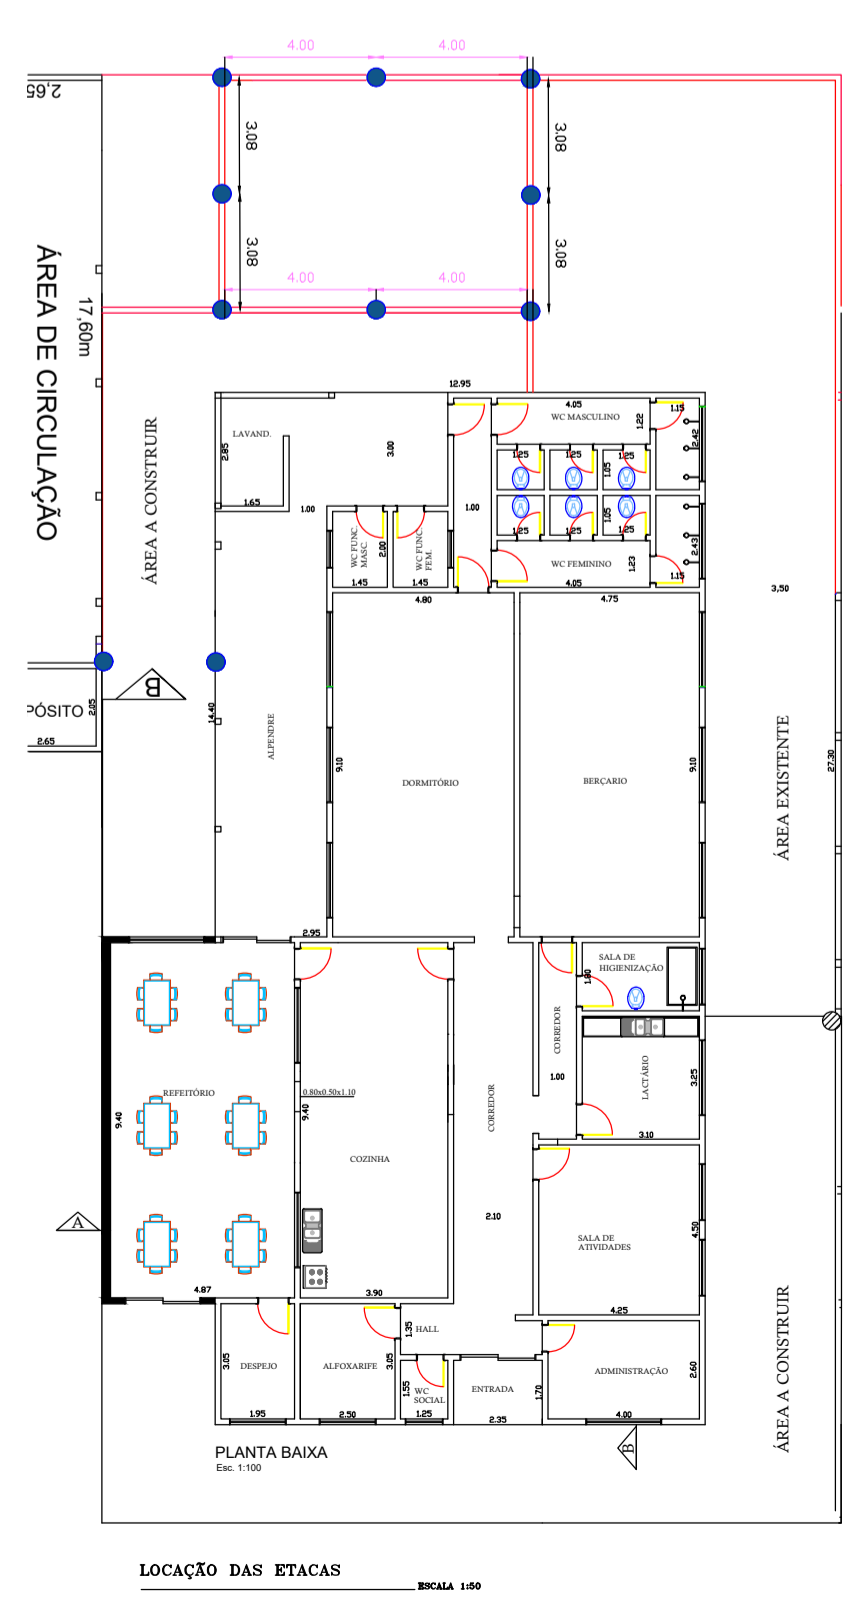 4.00
4.00
2,65
3.08
3.08
3.08
3.08
4.00
4.00
ÁREA DE CIRCULAÇÃO
17,60m
ÁREA A CONSTRUIR
12.95
LAVAND.
2.85
1.65
3.00
1.00
1.00
4.05
WC MASCULINO
1.22
1.15
2.42
1.25
1.25
1.25
1.05
1.05
1.25
1.25
1.25
2.43
WC FEMININO
1.23
4.05
1.15
WC FUNC.
MASC.
2.00
1.45
WC FUNC.
FEM.
1.45
4.80
4.75
3,50
B
PÓSITO
2.05
2.65
14.40
ALPENDRE
9.10
DORMITÓRIO
BERÇARIO
9.10
ÁREA EXISTENTE
27.30
2.95
SALA DE
HIGIENIZAÇÃO
1.80
CORREDOR
1.00
LACTÁRIO
3.25
3.10
REFEITÓRIO
9.40
0.80x0.50x1.10
9.40
COZINHA
CORREDOR
2.10
A
SALA DE
ATIVIDADES
4.50
4.87
3.90
4.25
1.35
HALL
3.05
DESPEJO
1.95
ALFOXARIFE
3.05
2.50
1.55
WC
SOCIAL
1.25
ENTRADA
1.70
2.35
ADMINISTRAÇÃO
2.60
4.00
ÁREA A CONSTRUIR
B
PLANTA BAIXA
Esc. 1:100
LOCAÇÃO DAS ETACAS
ESCALA 1:50